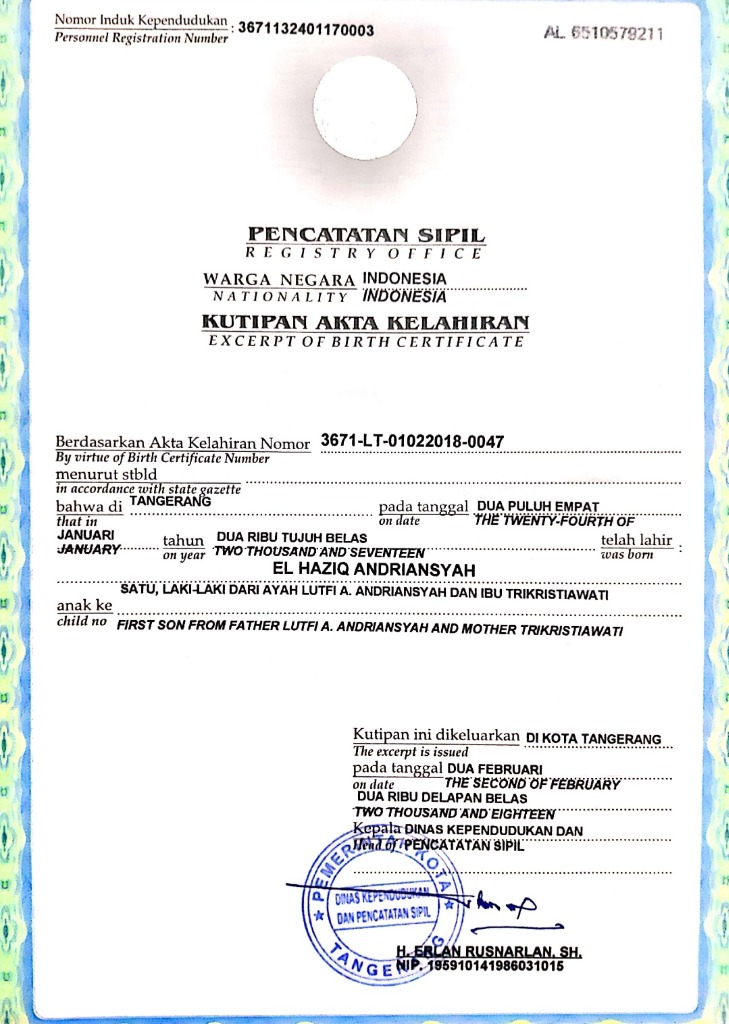 Nomor Induk Kependudukan : 3671132401170003
Personnel Registration Number
AL 6510579211
PENCATATAN SIPIL
REGISTRY OFFICE
WARGA NEGARA INDONESIA
NATIONALITY INDONESIA
KUTIPAN AKTA KELAHIRAN
EXCERPT OF BIRTH CERTIFICATE
Berdasarkan Akta Kelahiran Nomor 3671-LT-01022018-0047
By virtue of Birth Certificate Number
menurut stbld
in accordance with state gazette
bahwa di TANGERANG pada tanggal DUA PULUH EMPAT
that in on date THE TWENTY-FOURTH OF
JANUARI tahun DUA RIBU TUJUH BELAS telah lahir :
JANUARY on year TWO THOUSAND AND SEVENTEEN was born
EL HAZIQ ANDRIANSYAH
SATU, LAKI-LAKI DARI AYAH LUTFI A. ANDRIANSYAH DAN IBU TRIKRISTIAWATI
anak ke
child no FIRST SON FROM FATHER LUTFI A. ANDRIANSYAH AND MOTHER TRIKRISTIAWATI
Kutipan ini dikeluarkan DI KOTA TANGERANG
The excerpt is issued
pada tanggal DUA FEBRUARI
on date THE SECOND OF FEBRUARY
DUA RIBU DELAPAN BELAS
TWO THOUSAND AND EIGHTEEN
Kepala DINAS KEPENDUDUKAN DAN
Head of PENCATATAN SIPIL
PEMERINTAH KOTA
DINAS KEPENDUDUKAN
DAN PENCATATAN SIPIL
TANGERANG
H. ERLAN RUSNARLAN, SH.
NIP. 195910141986031015